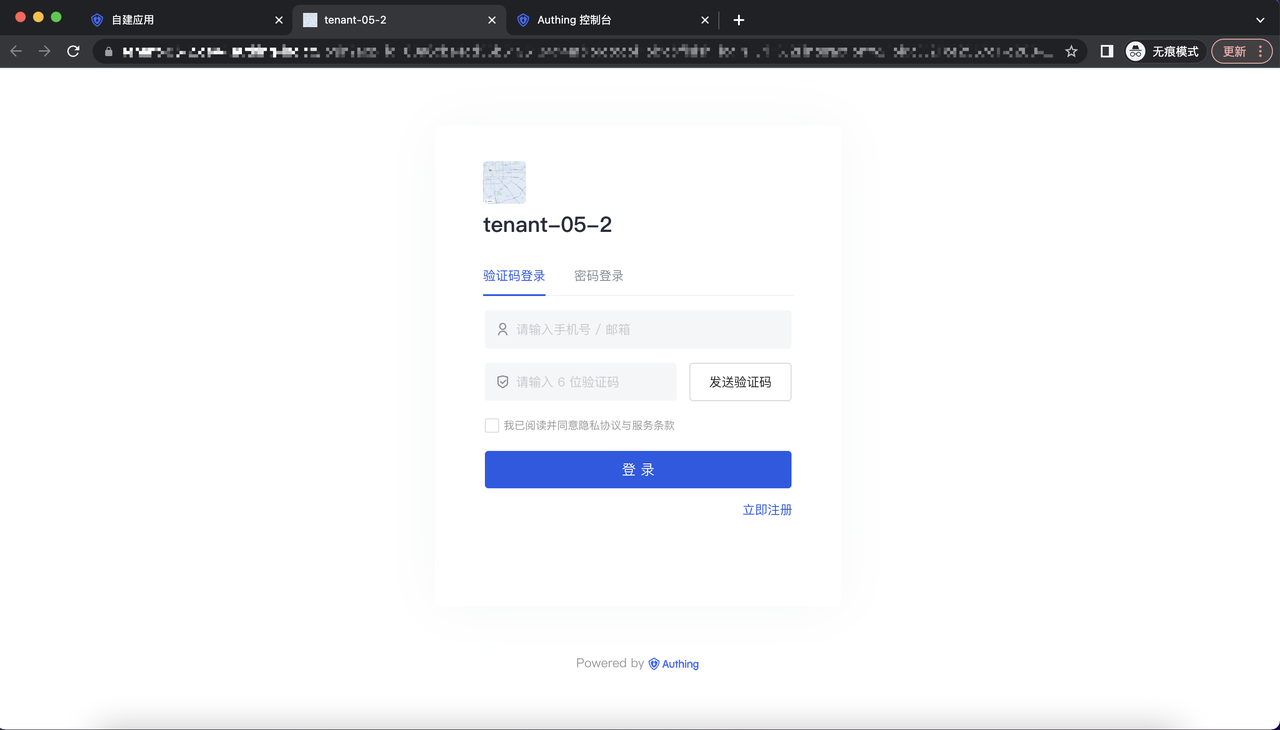 自建应用
tenant-05-2
Authing 控制台
无痕模式
更新
tenant-05-2
验证码登录
密码登录
请输入手机号 / 邮箱
请输入 6 位验证码
发送验证码
我已阅读并同意隐私协议与服务条款
登 录
立即注册
Powered by Authing